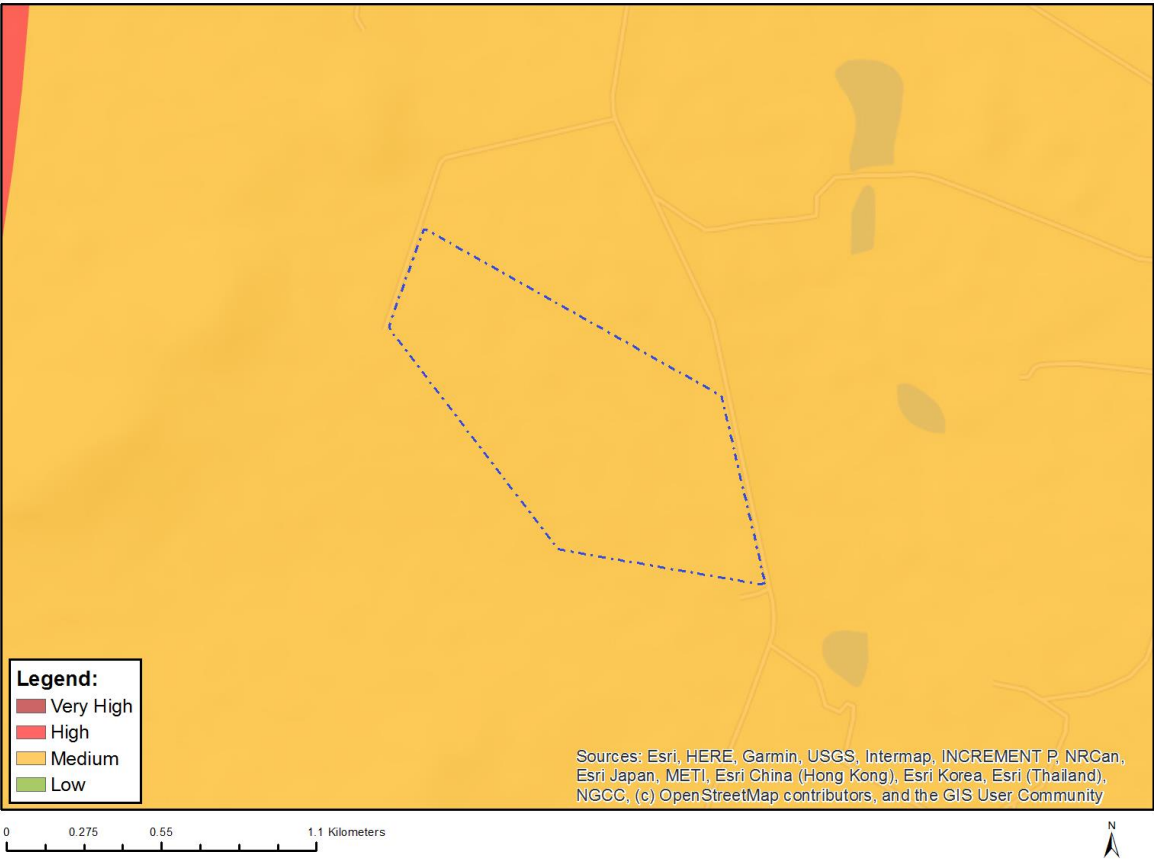 Legend:
Very High
High
Medium
Low
Sources: Esri, HERE, Garmin, USGS, Intermap, INCREMENT P, NRCan,
Esri Japan, METI, Esri China (Hong Kong), Esri Korea, Esri (Thailand),
NGCC, (c) OpenStreetMap contributors, and the GIS User Community
0 0.275 0.55 1.1 Kilometers
N